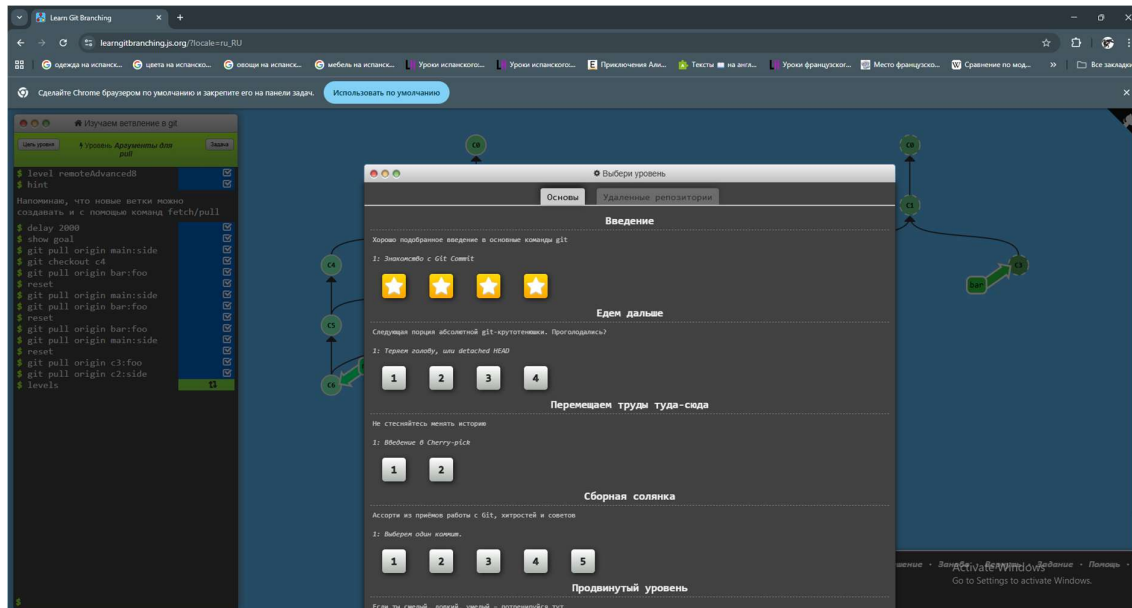 Learn Git Branching
learngitbranching.js.org/?locale=ru_RU
одежда на испанск...
цвета на испанско...
овощи на испанск...
мебель на испанск...
Уроки испанского:...
Уроки испанского:...
Приключения Али...
Тексты на англ...
Уроки французског...
Место французско...
Сравнение по мод...
Все закладки
Сделайте Chrome браузером по умолчанию и закрепите его на панели задач.
Использовать по умолчанию
Изучаем ветвление в git
Цель уровня
Уровень Аргументы для pull
Задача
$ level remoteAdvanced8
$ hint
Напоминаю, что новые ветки можно
создавать и с помощью команд fetch/pull
$ delay 2000
$ show goal
$ git pull origin main:side
$ git checkout c4
$ git pull origin bar:foo
$ reset
$ git pull origin main:side
$ git pull origin bar:foo
$ reset
$ git pull origin bar:foo
$ git pull origin main:side
$ reset
$ git pull origin c3:foo
$ git pull origin c2:side
$ levels
$
C0
C4
C5
C6
Выбери уровень
Основы
Удаленные репозитории
Введение
Хорошо подобранное введение в основные команды git
1: Знакомство с Git Commit
Едем дальше
Следующая порция абсолютной git-крутотенюшки. Проголодались?
1: Теряем голову, или detached HEAD
1 2 3 4
Перемещаем труды туда-сюда
Не стесняйтесь менять историю
1: Введение в Cherry-pick
1 2
Сборная солянка
Ассорти из приёмов работы с Git, хитростей и советов
1: Выберем один коммит.
1 2 3 4 5
Продвинутый уровень
Если ты смелый, ловкий, умелый – потренируйся тут
C0
C1
bar
C3
Задание · Помощь
Activate Windows
Go to Settings to activate Windows.